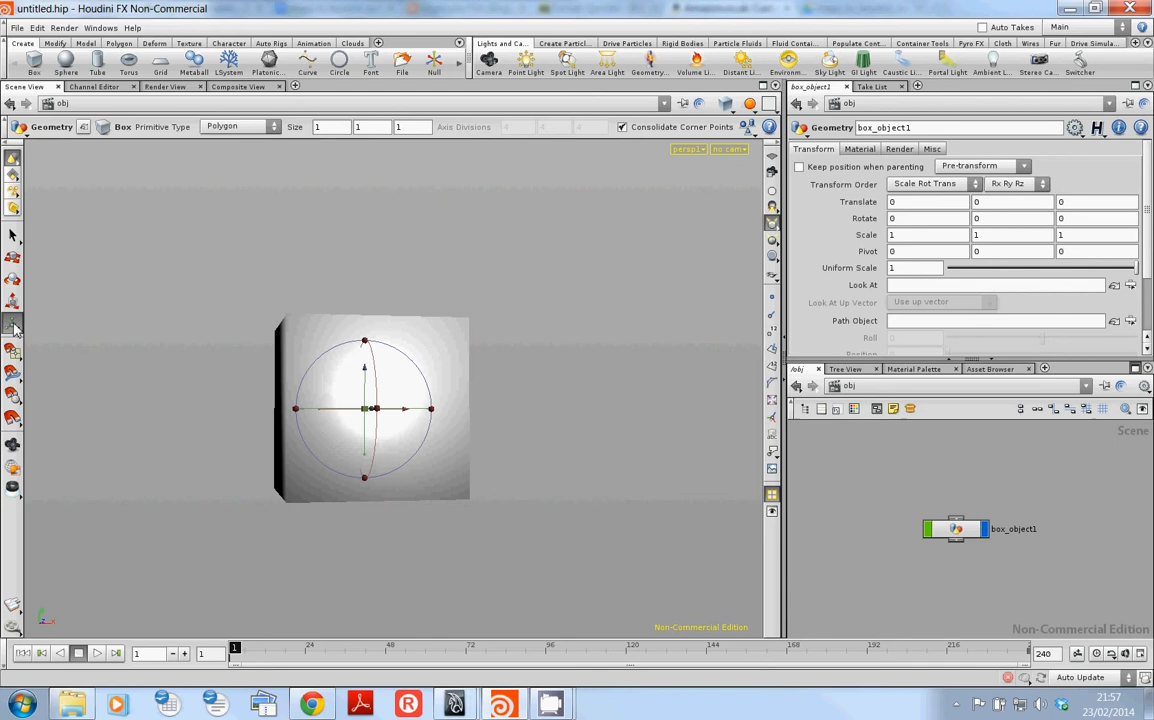 untitled.hip - Houdini FX Non-Commercial
File Edit Render Windows Help
Auto Takes Main
Create Modify Model Polygon Deform Texture Character Auto Rigs Animation Clouds
Lights and Ca... Create Particl... Drive Particles Rigid Bodies Particle Fluids Fluid Contai... Populate Cont... Container Tools Pyro FX Cloth Wires Fur Drive Simula...
Box Sphere Tube Torus Grid Metaball LSystem Platonic... Curve Circle Font File Null
Camera Point Light Spot Light Area Light Geometry... Volume Li... Distant Li... Environm... Sky Light GI Light Caustic Li... Portal Light Ambient L... Stereo Ca... Switcher
Scene View Channel Editor Render View Composite View
box_object1 Take List
obj
obj
Geometry Box Primitive Type Polygon Size 1 1 1 Axis Divisions 4 4 4 Consolidate Corner Points
Geometry box_object1
persp1 no cam
Transform Material Render Misc
Keep position when parenting Pre-transform
Transform Order Scale Rot Trans Rx Ry Rz
Translate 0 0 0
Rotate 0 0 0
Scale 1 1 1
Pivot 0 0 0
Uniform Scale 1
Look At
Look At Up Vector Use up vector
Path Object
Roll 0
/obj Tree View Material Palette Asset Browser
obj
Scene
box_object1
Non-Commercial Edition
Non-Commercial Edition
1 1 1 24 48 72 96 120 144 168 192 216 240
Auto Update
21:57
23/02/2014